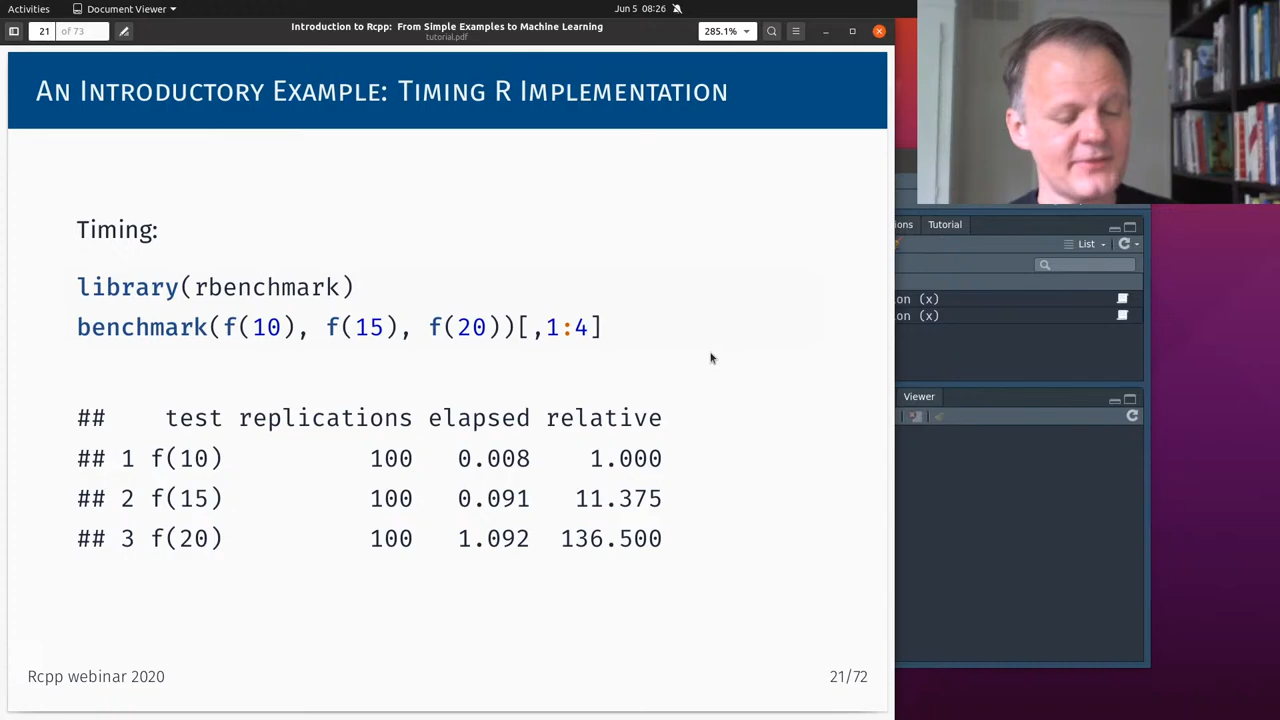 Activities
Document Viewer
Jun 5 08:26
21
of 73
Introduction to Rcpp: From Simple Examples to Machine Learning
tutorial.pdf
285.1%
An Introductory Example: Timing R Implementation
Timing:
library(rbenchmark)
benchmark(f(10), f(15), f(20))[,1:4]
## test replications elapsed relative
## 1 f(10) 100 0.008 1.000
## 2 f(15) 100 0.091 11.375
## 3 f(20) 100 1.092 136.500
Rcpp webinar 2020
21/72
ons
Tutorial
List
on (x)
on (x)
Viewer